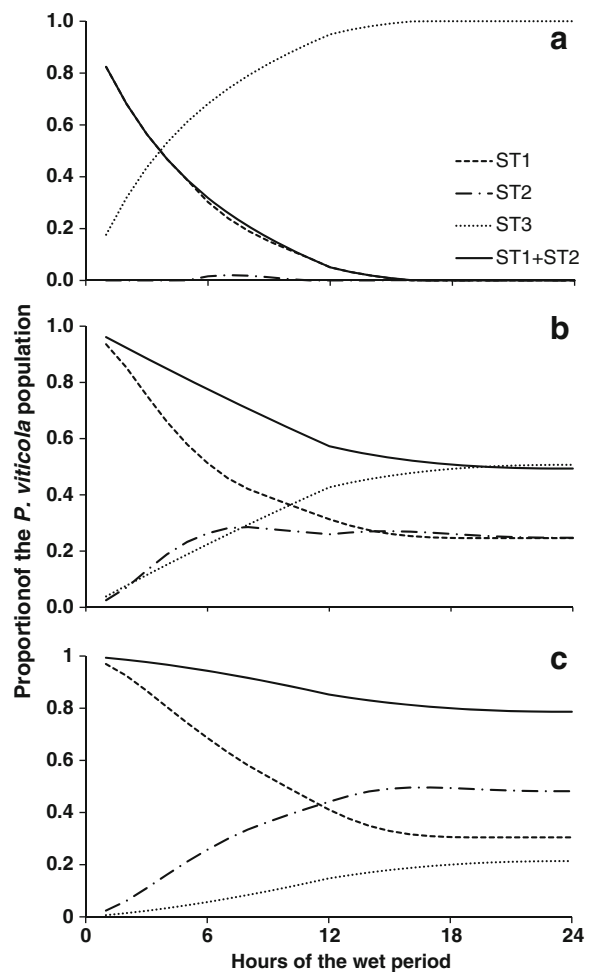 1.0
a
0.8
0.6
0.4
0.2
0.0
ST1
ST2
ST3
ST1+ST2
Proportionof the P. viticola population
1.0
b
0.8
0.6
0.4
0.2
0.0
1
c
0.8
0.6
0.4
0.2
0
0 6 12 18 24
Hours of the wet period